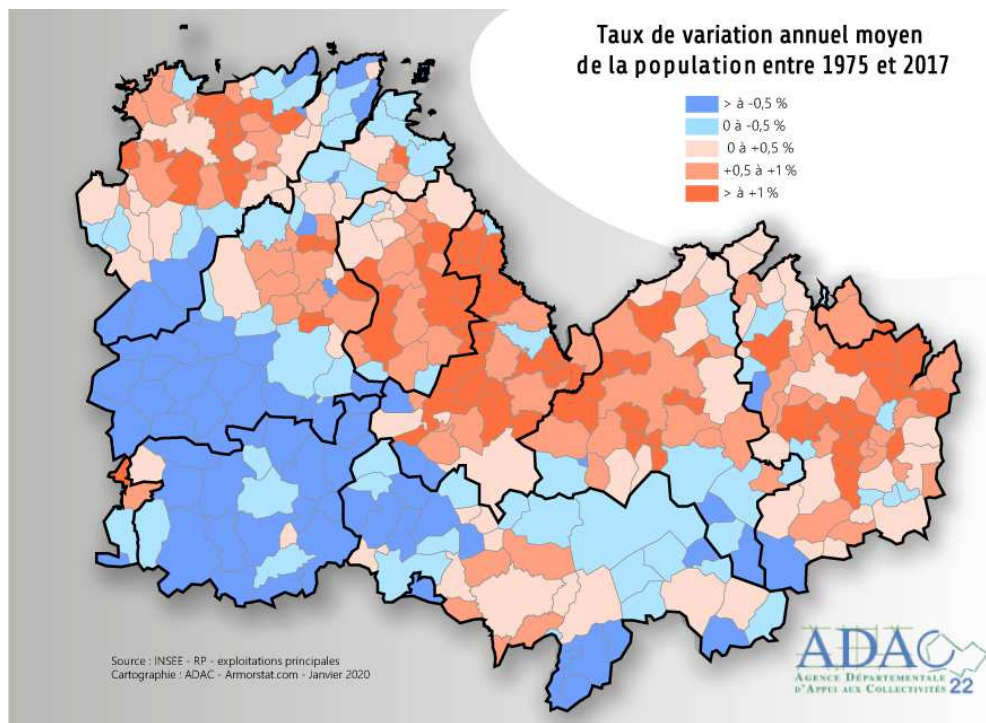 Taux de variation annuel moyen
de la population entre 1975 et 2017
> à -0,5 %
0 à -0,5 %
0 à +0,5 %
+0,5 à +1 %
> à +1 %
Source : INSEE - RP - exploitations principales
Cartographie : ADAC - Armorstat.com - Janvier 2020
ADAC
AGENCE DÉPARTEMENTALE
D'APPUI AUX COLLECTIVITÉS 22